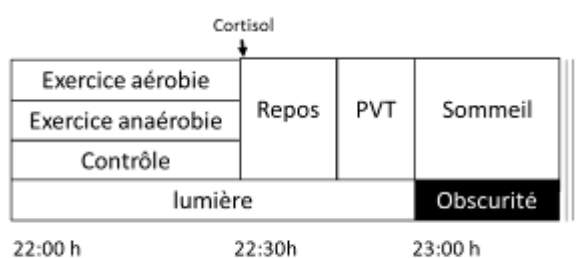 Cortisol
Exercice aérobie
Exercice anaérobie
Contrôle
Repos
PVT
Sommeil
lumière
Obscurité
22:00 h
22:30h
23:00 h